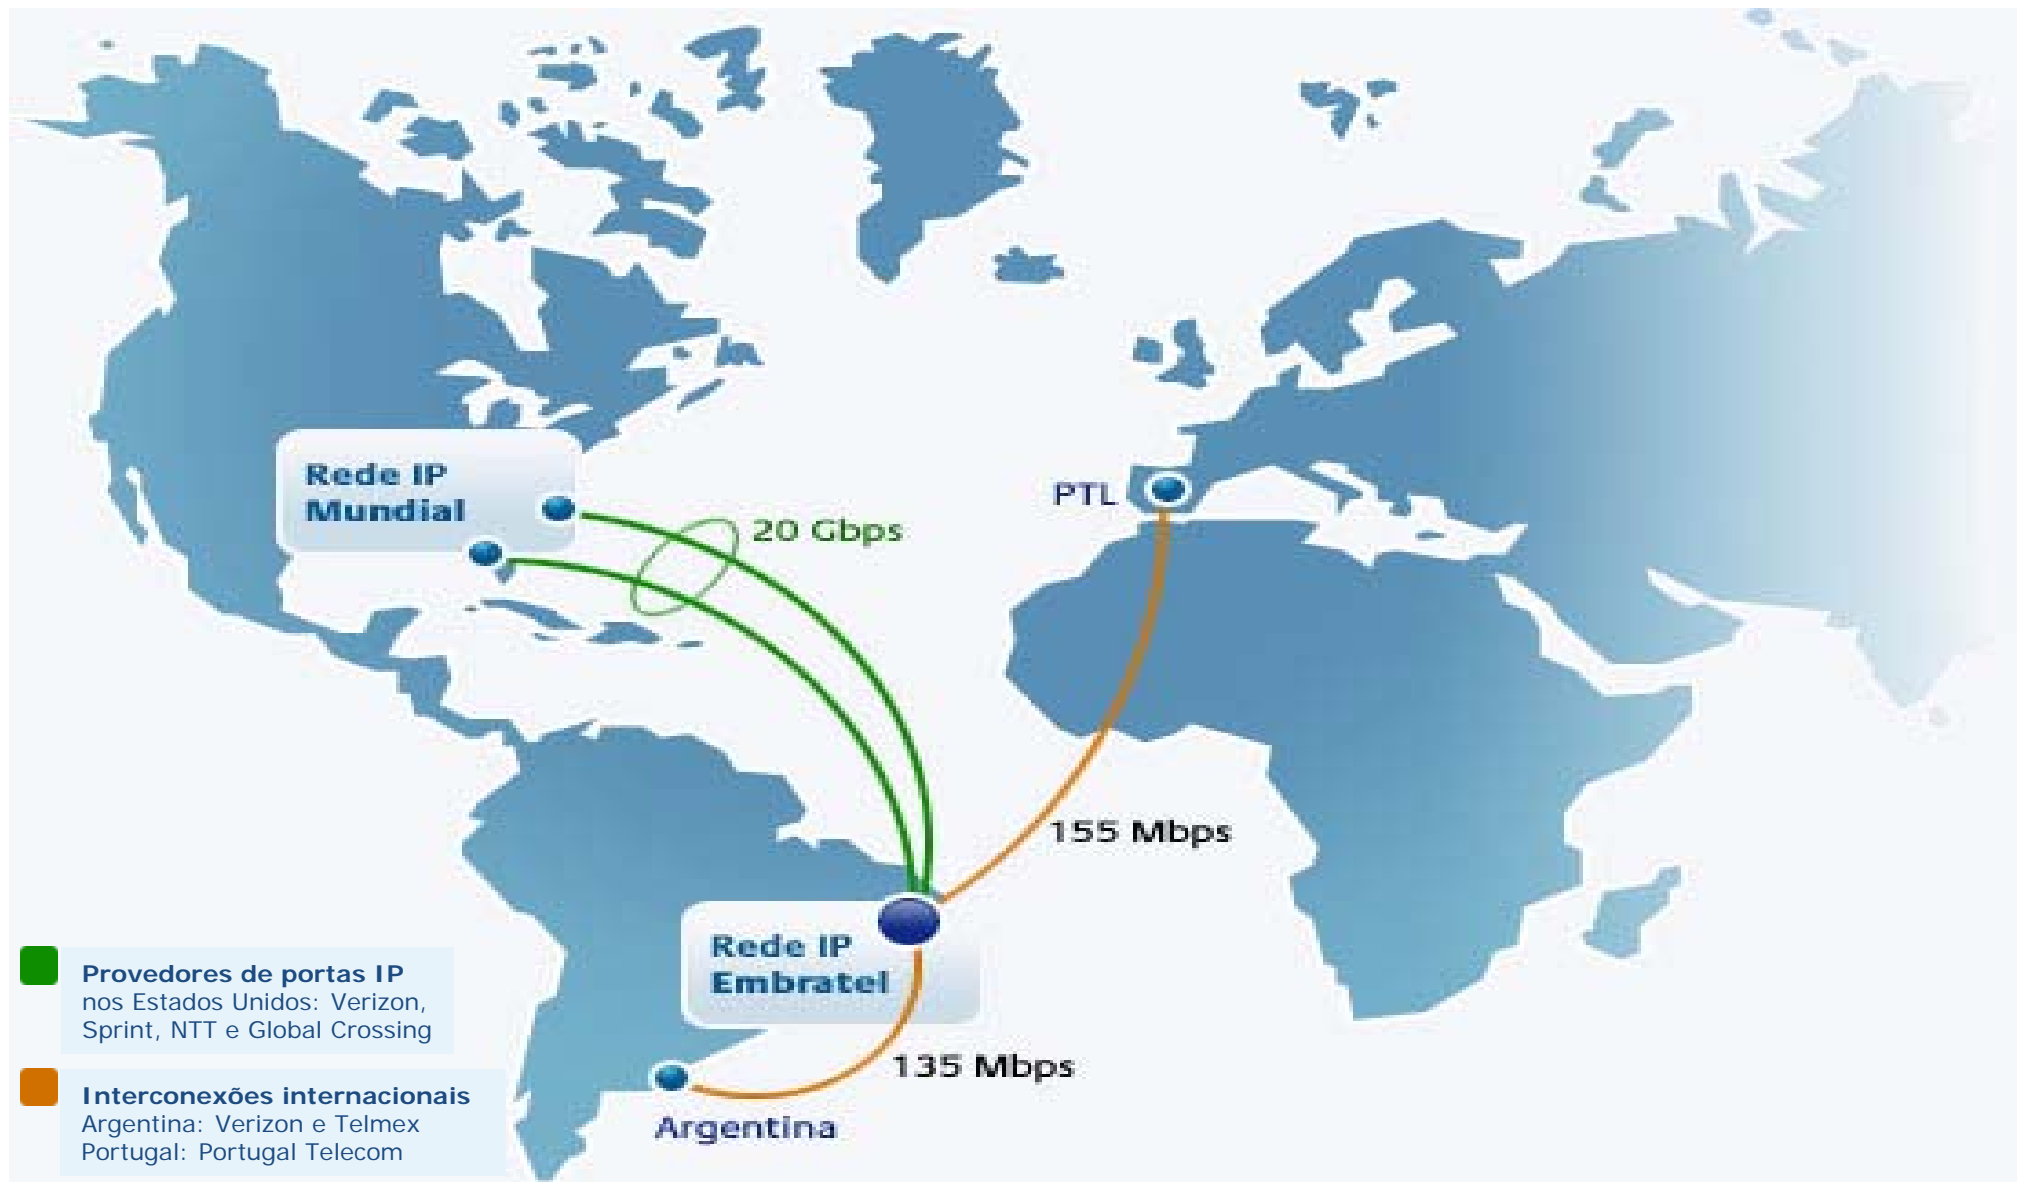 Rede IP
Mundial
20 Gbps
PTL
155 Mbps
Rede IP
Embratel
135 Mbps
Argentina
Provedores de portas IP
nos Estados Unidos: Verizon,
Sprint, NTT e Global Crossing
Interconexões internacionais
Argentina: Verizon e Telmex
Portugal: Portugal Telecom